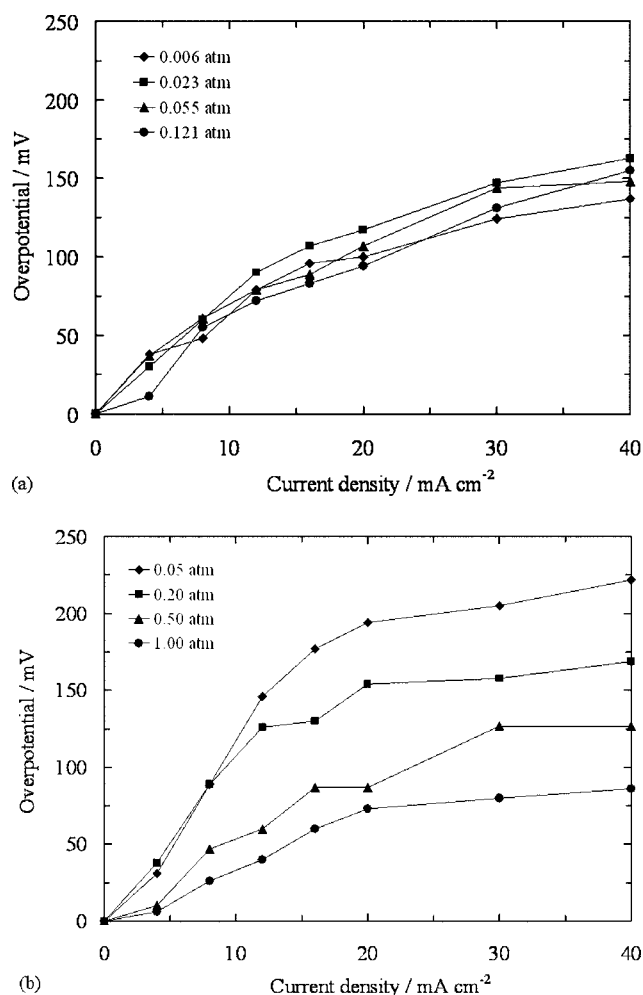 250
200
150
100
50
0
Overpotential / mV
0.006 atm
0.023 atm
0.055 atm
0.121 atm
0 10 20 30 40
Current density / mA cm⁻²
(a)
250
200
150
100
50
0
Overpotential / mV
0.05 atm
0.20 atm
0.50 atm
1.00 atm
0 10 20 30 40
Current density / mA cm⁻²
(b)